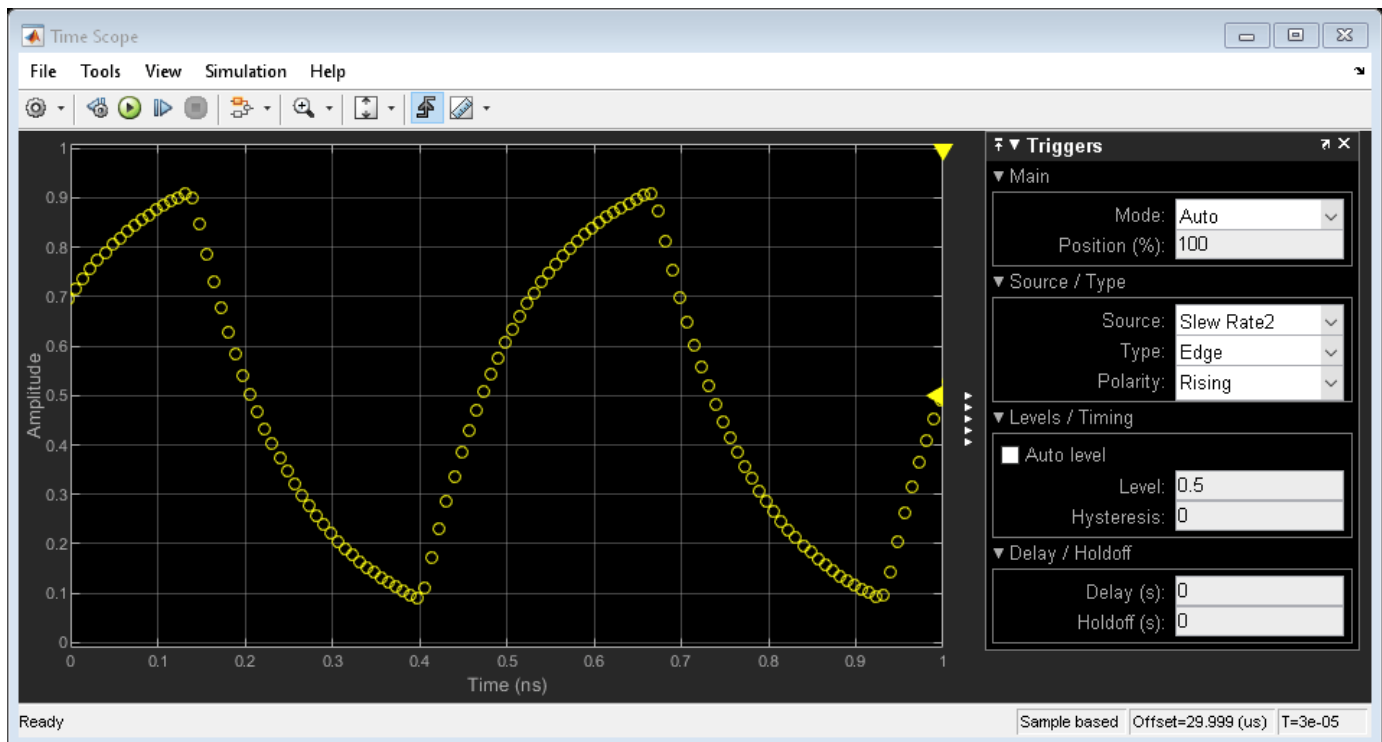 Time Scope
File Tools View Simulation Help
Triggers
Main
Mode: Auto
Position (%): 100
Source / Type
Source: Slew Rate2
Type: Edge
Polarity: Rising
Levels / Timing
Auto level
Level: 0.5
Hysteresis: 0
Delay / Holdoff
Delay (s): 0
Holdoff (s): 0
Amplitude
1
0.9
0.8
0.7
0.6
0.5
0.4
0.3
0.2
0.1
0
0 0.1 0.2 0.3 0.4 0.5 0.6 0.7 0.8 0.9 1
Time (ns)
Ready Sample based Offset=29.999 (us) T=3e-05